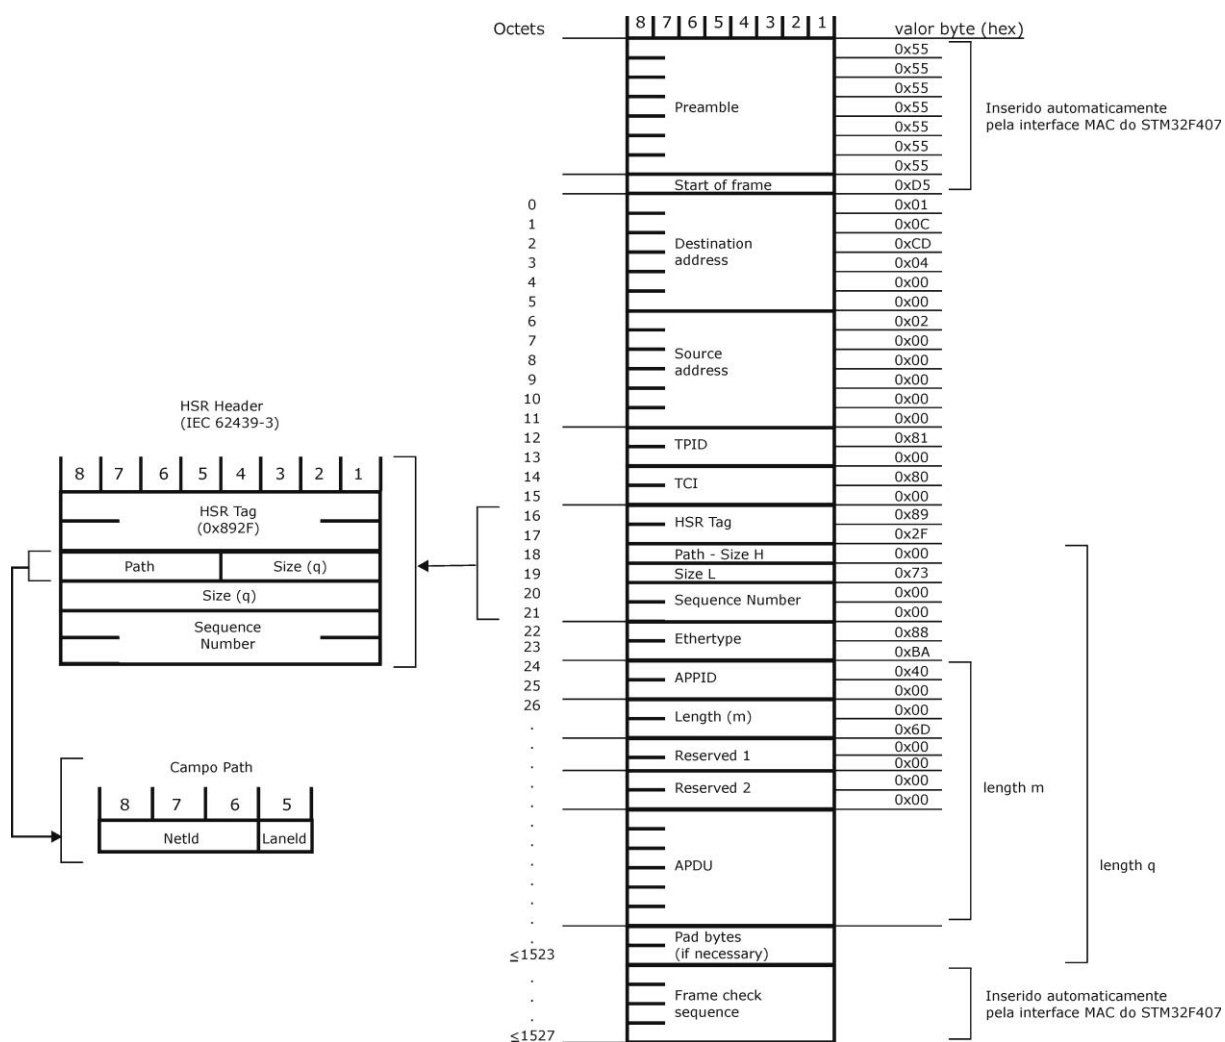 Octets 8 7 6 5 4 3 2 1 valor byte (hex)
0x55
0x55
0x55
Preamble 0x55
0x55
0x55
0x55
Inserido automaticamente
pela interface MAC do STM32F407
Start of frame 0xD5
0 0x01
1 0x0C
2 0xCD
3 0x04
4 0x00
5 0x00
Destination
address
6 0x02
7 0x00
8 0x00
9 0x00
10 0x00
11 0x00
Source
address
12 0x81
13 0x00
TPID
14 0x80
15 0x00
TCI
16 0x89
17 0x2F
HSR Tag
18 Path - Size H 0x00
19 Size L 0x73
20 0x00
21 0x00
Sequence Number
22 0x88
23 0xBA
Ethertype
24 0x40
25 0x00
APPID
26 0x00
. 0x6D
Length (m)
. 0x00
. 0x00
Reserved 1
. 0x00
. 0x00
Reserved 2
length m
APDU
length q
.
.
.
.
.
.
.
Pad bytes
(if necessary)
≤1523
Frame check
sequence
.
.
.
≤1527
Inserido automaticamente
pela interface MAC do STM32F407
HSR Header
(IEC 62439-3)
8 7 6 5 4 3 2 1
HSR Tag
(0x892F)
Path Size (q)
Size (q)
Sequence
Number
Campo Path
8 7 6 5
NetId LaneId